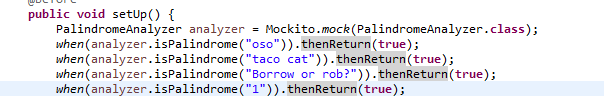 @Before
public void setUp() {
PalindromeAnalyzer analyzer = Mockito.mock(PalindromeAnalyzer.class);
when(analyzer.isPalindrome("oso")).thenReturn(true);
when(analyzer.isPalindrome("taco cat")).thenReturn(true);
when(analyzer.isPalindrome("Borrow or rob?")).thenReturn(true);
when(analyzer.isPalindrome("1")).thenReturn(true);